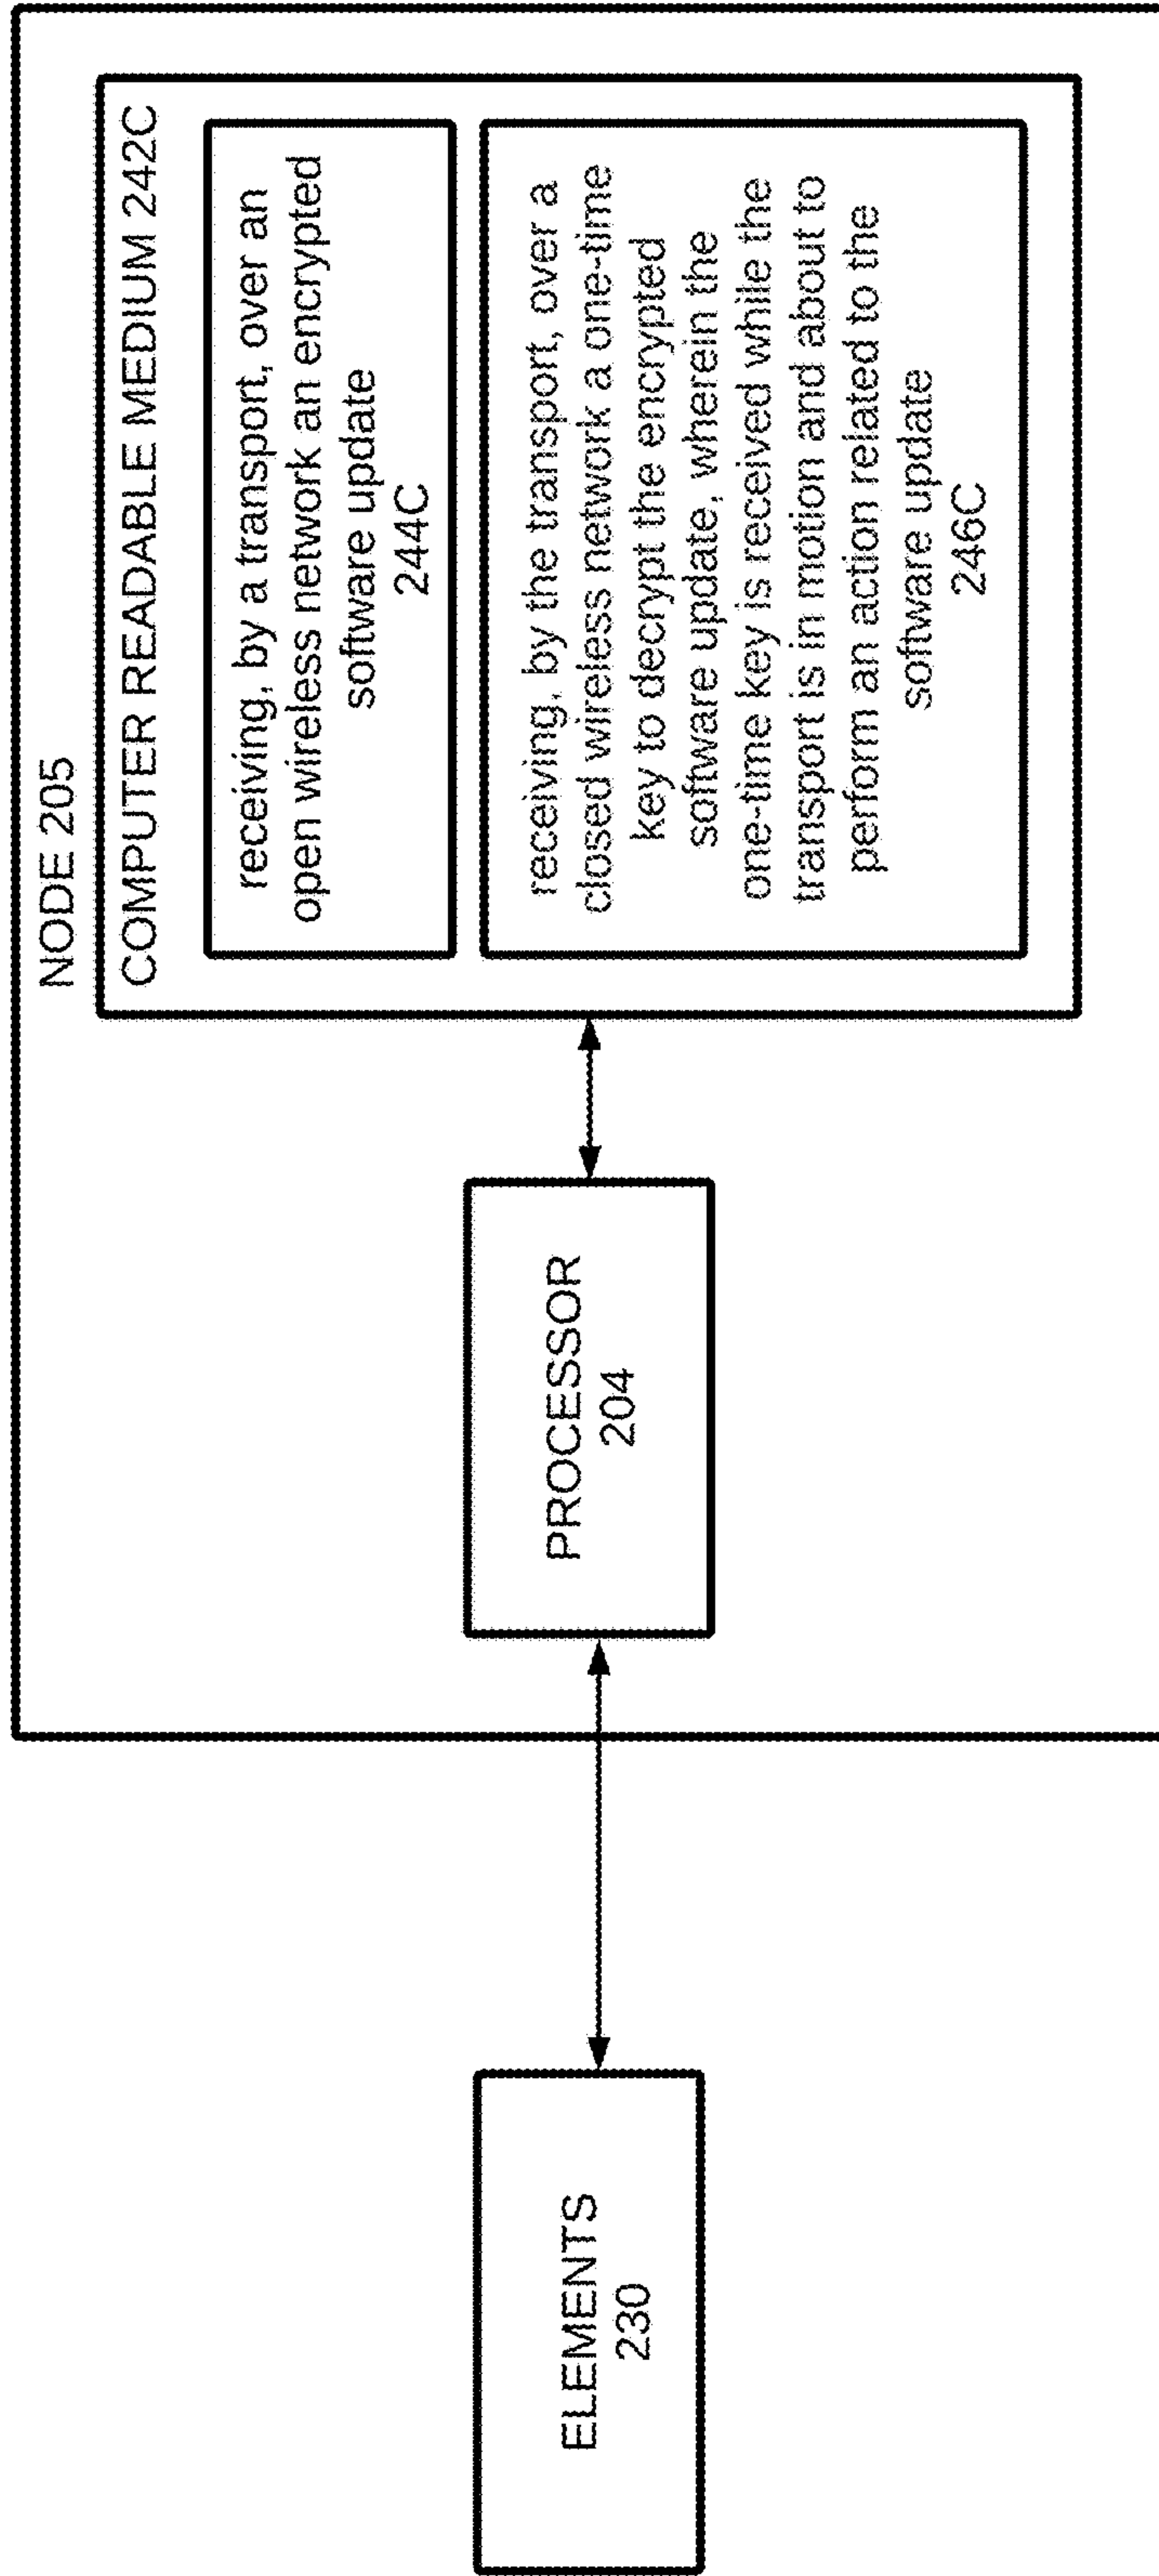 NODE 205
COMPUTER READABLE MEDIUM 242C
receiving, by a transport, over an
open wireless network an encrypted
software update
244C
receiving, by the transport, over a
closed wireless network a one-time
key to decrypt the encrypted
software update, wherein the
one-time key is received while the
transport is in motion and about to
perform an action related to the
software update
246C
PROCESSOR
204
ELEMENTS
230